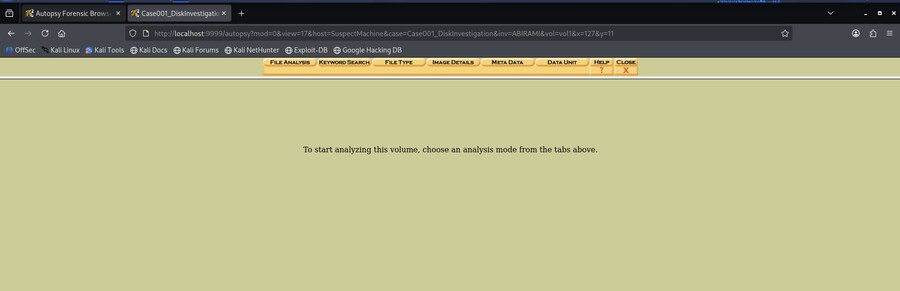 Autopsy Forensic Brows
Case001_DiskInvestigatic
http://localhost:9999/autopsy?mod=0&view=17&host=SuspectMachine&case=Case001_DiskInvestigation&inv=ABIRAMI&vol=vol1&x=127&y=11
OffSec Kali Linux Kali Tools Kali Docs Kali Forums Kali NetHunter Exploit-DB Google Hacking DB
FILE ANALYSIS KEYWORD SEARCH FILE TYPE IMAGE DETAILS META DATA DATA UNIT HELP CLOSE
? X
To start analyzing this volume, choose an analysis mode from the tabs above.